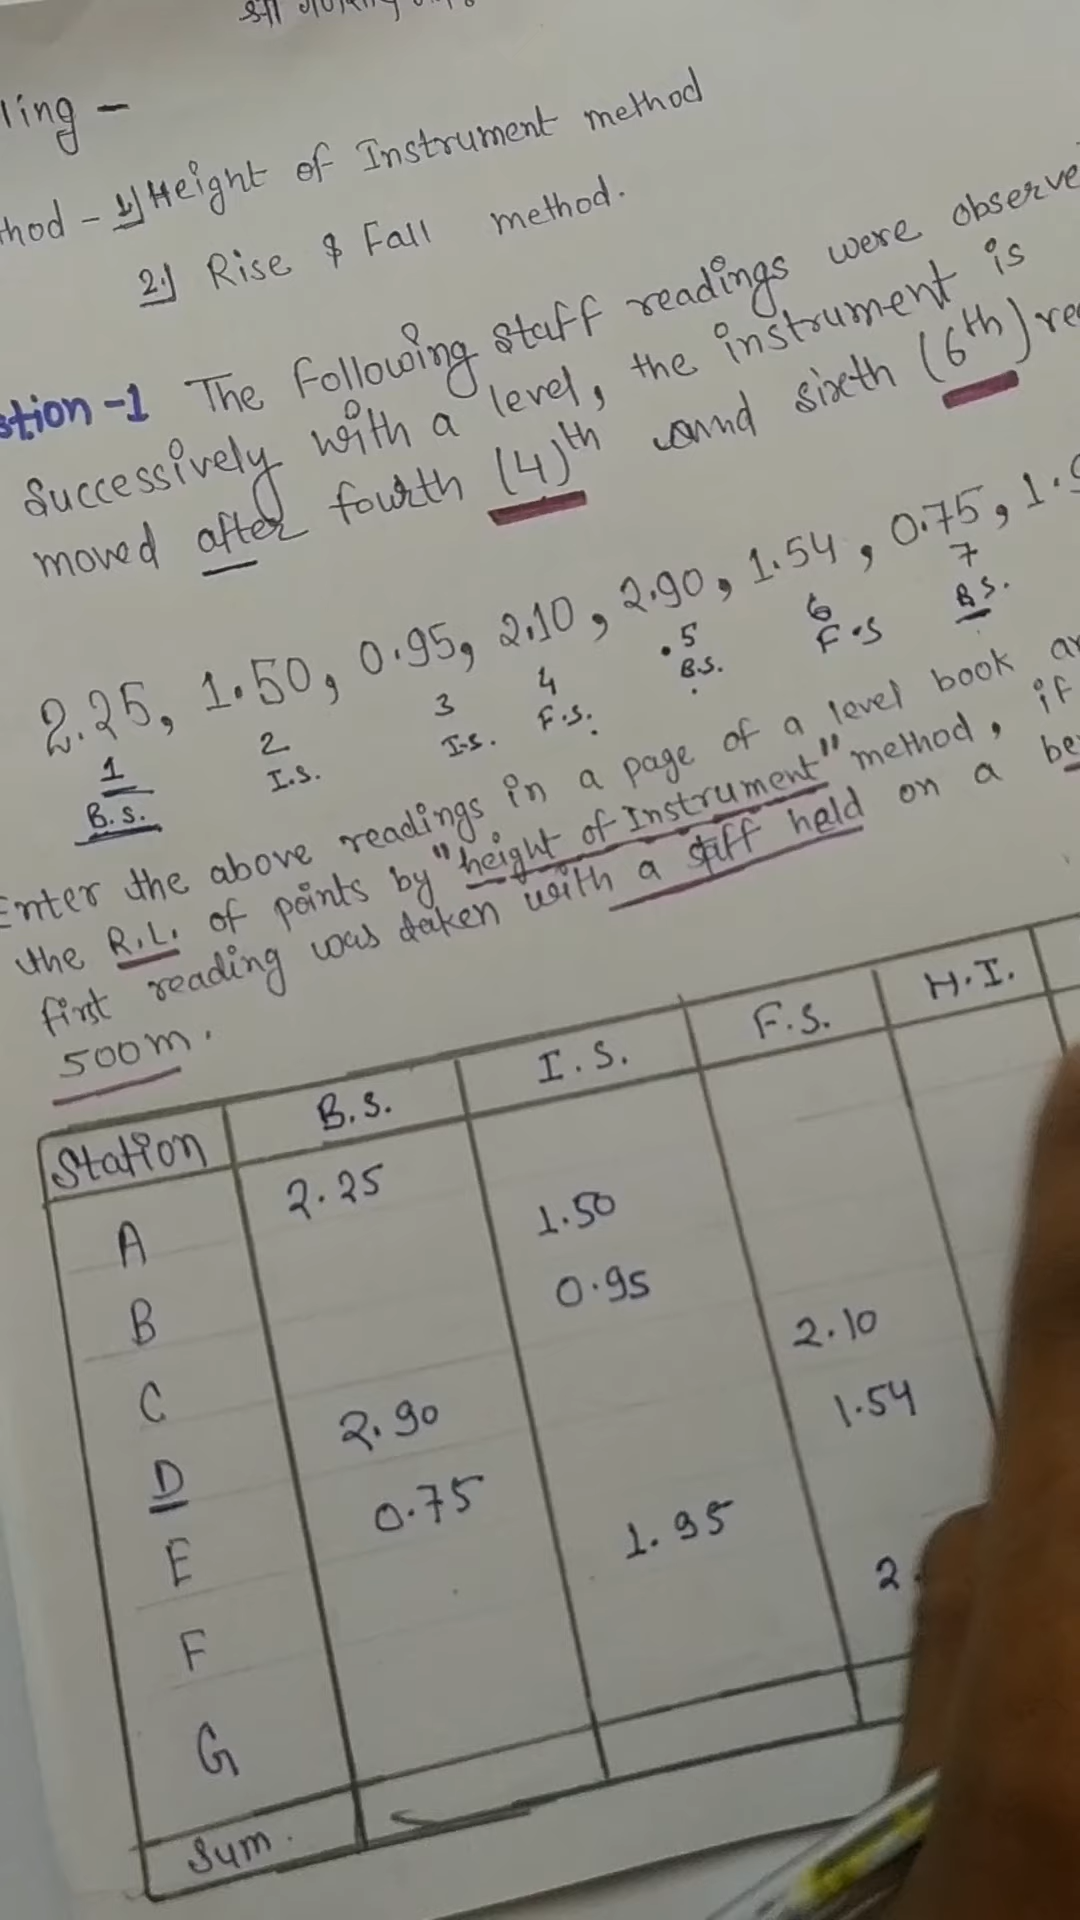 श्री
ling -
thod - 1) Height of Instrument method
2) Rise & Fall method.
stion-1 The following staff readings were observe
Successively with a level, the instrument is
moved after fourth (4)th and sixth (6th) re
2.25, 1.50, 0.95, 2.10, 2.90, 1.54, 0.75, 1.9
1 2 3 4 5 6 7
B.S. I.S. I.S. F.S. B.S. F.S B.S.
Enter the above readings in a page of a level book an
the R.L. of points by "height of Instrument" method, if
first reading was taken with a staff held on a be
500m.
Station B.S. I.S. F.S. H.I.
A 2.25
B 1.50
C 0.95
D 2.90 2.10
E 0.75 1.54
F 1.95
G 2.
Sum.